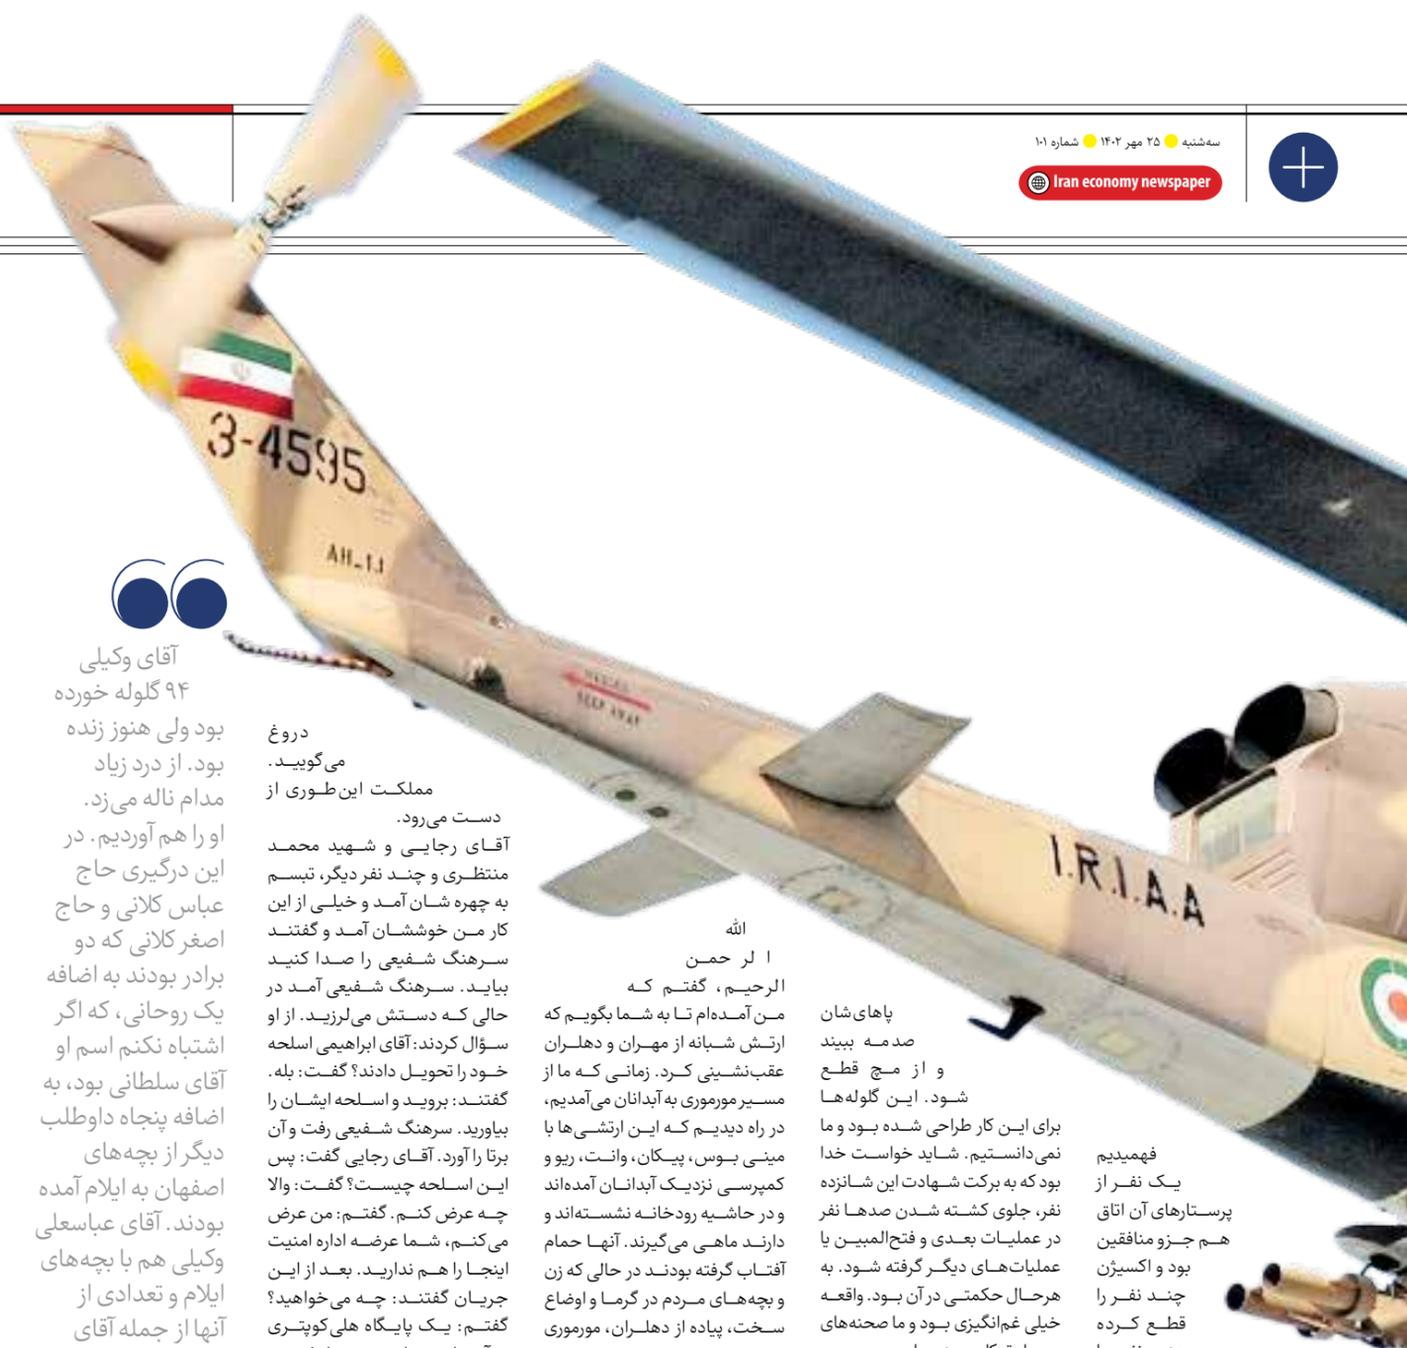 سه‌شنبه ۲۵ مهر ۱۴۰۲ شماره ۱۰۱
Iran economy newspaper
3-4595
AH_1J
I.R.I.A.A
فهمیدیم
یک نفر از
پرستارهای آن اتاق
هم جزو منافقین
بود و اکسیژن
چند نفر را
قطع کرده
پاهای‌شان
صدمه ببیند
و از مچ قطع
شود. این گلوله‌ها
برای این کار طراحی شده بود و ما
نمی‌دانستیم. شاید خواست خدا
بود که به برکت شهادت این شانزده
نفر، جلوی کشته شدن صدها نفر
در عملیات بعدی و فتح‌المبین یا
عملیات‌های دیگر گرفته شود. به
هرحال حکمتی در آن بود. واقعه
خیلی غم‌انگیزی بود و ما صحنه‌های
الله
الرحمن
الرحیم، گفتم که
من آمده‌ام تا به شما بگویم که
ارتش شبانه از مهران و دهلران
عقب‌نشینی کرد. زمانی که ما از
مسیر مورموری به آبدانان می‌آمدیم،
در راه دیدیم که این ارتشی‌ها با
مینی بوس، پیکان، وانت، ریو و
کمپرسی نزدیک آبدانان آمده‌اند
و در حاشیه رودخانه نشسته‌اند و
دارند ماهی می‌گیرند. آنها حمام
آفتاب گرفته بودند در حالی که زن
و بچه‌های مردم در گرما و اوضاع
سخت، پیاده از دهلران، مورموری
دروغ
می‌گویید.
مملکت این‌طوری از
دست می‌رود.
آقای رجایی و شهید محمد
منتظری و چند نفر دیگر، تبسم
به چهره شان آمد و خیلی از این
کار من خوششان آمد و گفتند
سرهنگ شفیعی را صدا کنید
بیاید. سرهنگ شفیعی آمد در
حالی که دستش می‌لرزید. از او
سؤال کردند: آقای ابراهیمی اسلحه
خود را تحویل دادند؟ گفت: بله.
گفتند: بروید و اسلحه ایشان را
بیاورید. سرهنگ شفیعی رفت و آن
برتا را آورد. آقای رجایی گفت: پس
این اسلحه چیست؟ گفت: والا
چه عرض کنم. گفتم: من عرض
می‌کنم، شما عرضه اداره امنیت
اینجا را هم ندارید. بعد از این
جریان گفتند: چه می‌خواهید؟
گفتم: یک پایگاه هلی‌کوپتری
آقای وکیلی
۹۴ گلوله خورده
بود ولی هنوز زنده
بود. از درد زیاد
مدام ناله می‌زد.
او را هم آوردیم. در
این درگیری حاج
عباس کلانی و حاج
اصغر کلانی که دو
برادر بودند به اضافه
یک روحانی، که اگر
اشتباه نکنم اسم او
آقای سلطانی بود، به
اضافه پنجاه داوطلب
دیگر از بچه‌های
اصفهان به ایلام آمده
بودند. آقای عباسعلی
وکیلی هم با بچه‌های
ایلام و تعدادی از
آنها از جمله آقای